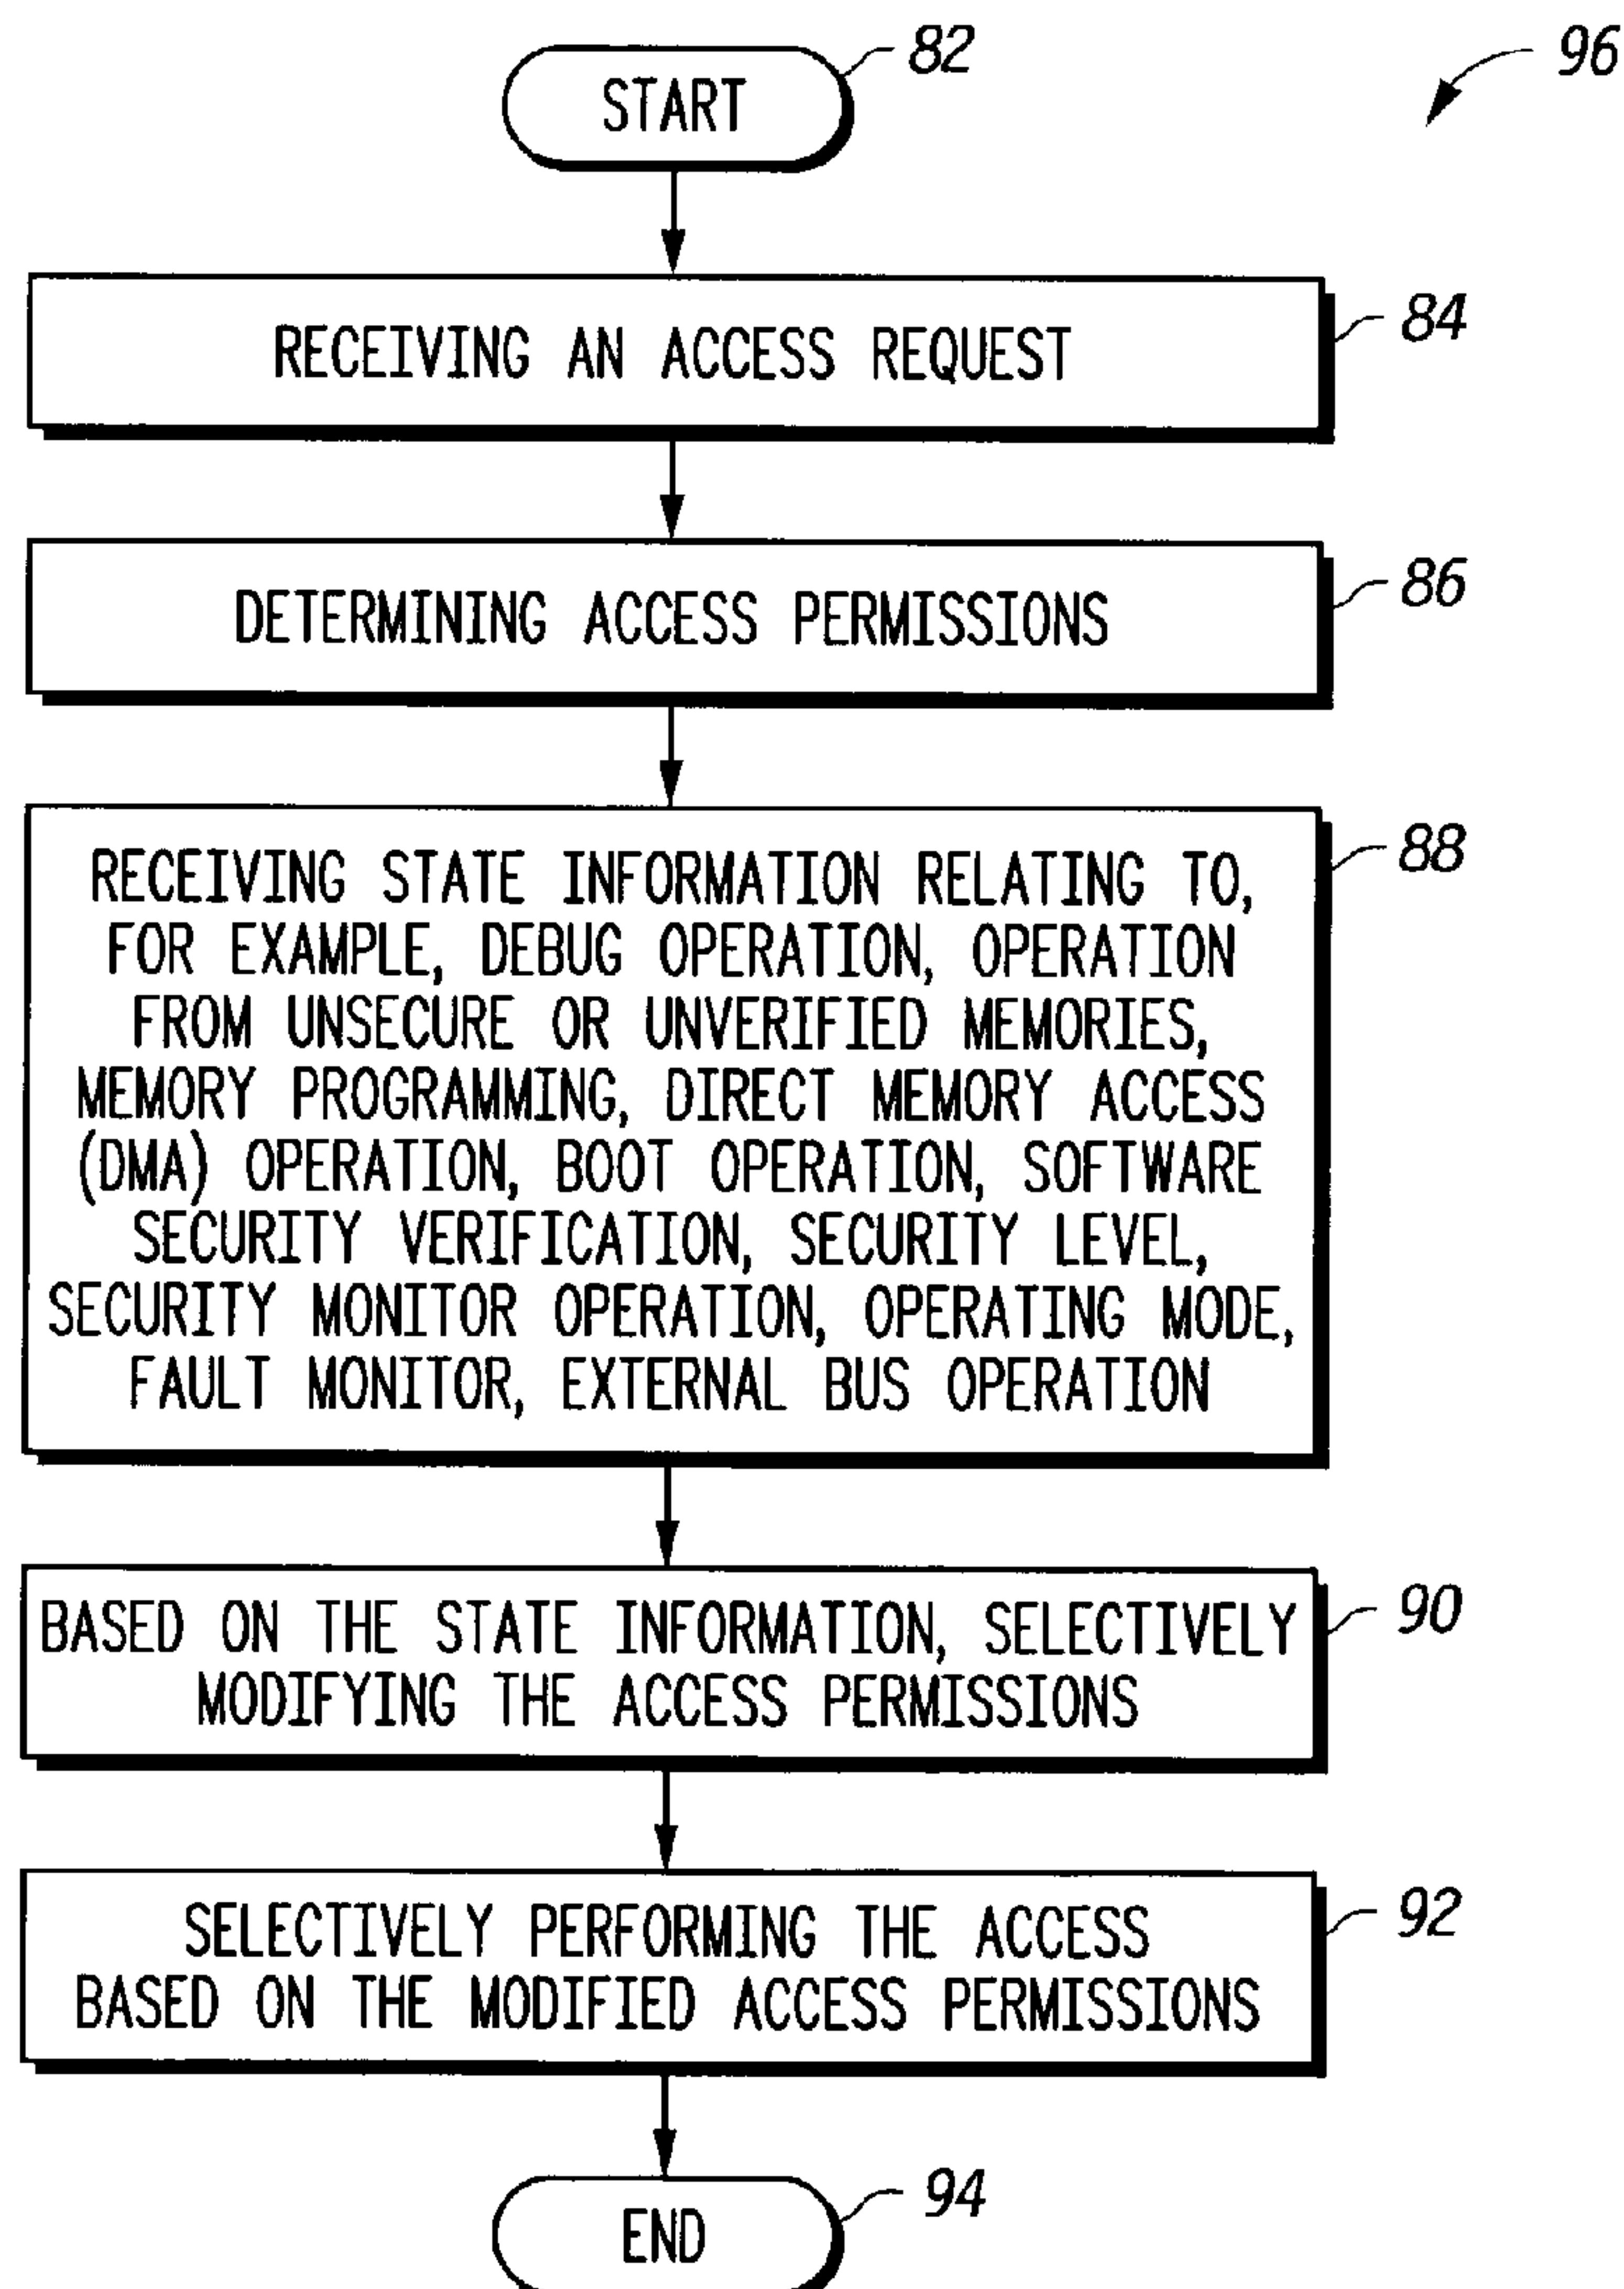 82
96
START
84
RECEIVING AN ACCESS REQUEST
86
DETERMINING ACCESS PERMISSIONS
88
RECEIVING STATE INFORMATION RELATING TO,
FOR EXAMPLE, DEBUG OPERATION, OPERATION
FROM UNSECURE OR UNVERIFIED MEMORIES,
MEMORY PROGRAMMING, DIRECT MEMORY ACCESS
(DMA) OPERATION, BOOT OPERATION, SOFTWARE
SECURITY VERIFICATION, SECURITY LEVEL,
SECURITY MONITOR OPERATION, OPERATING MODE,
FAULT MONITOR, EXTERNAL BUS OPERATION
90
BASED ON THE STATE INFORMATION, SELECTIVELY
MODIFYING THE ACCESS PERMISSIONS
92
SELECTIVELY PERFORMING THE ACCESS
BASED ON THE MODIFIED ACCESS PERMISSIONS
94
END